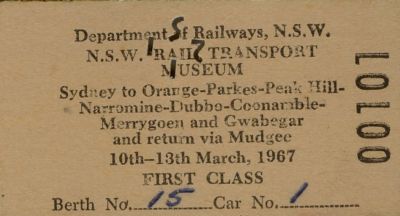 Department of Railways, N.S.W.
N.S.W. RAIL TRANSPORT
MUSEUM
Sydney to Orange-Parkes-Peak Hill-
Narromine-Dubbo-Coonamble-
Merrygoen and Gwabegar
and return via Mudgee
10th-13th March, 1967
FIRST CLASS
Berth No. 15 Car No. 1
00101